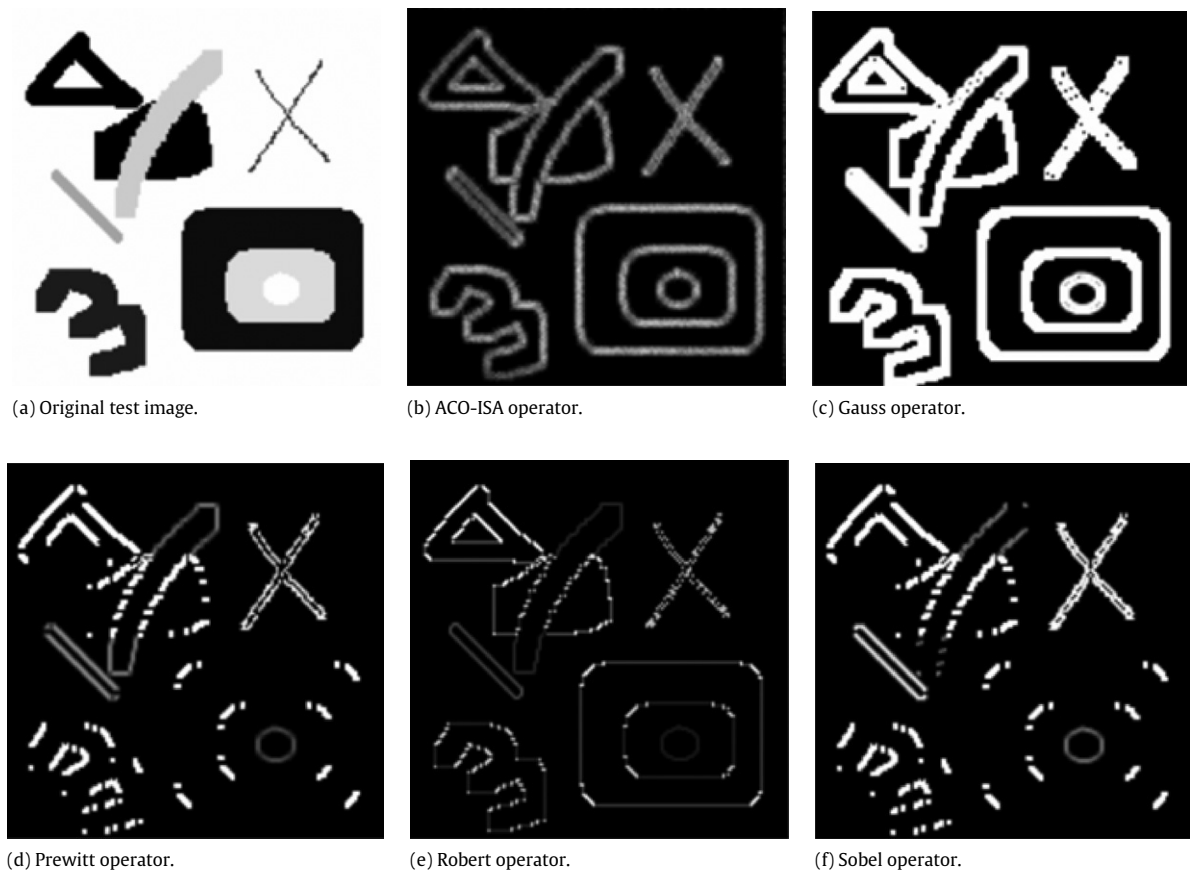 (a) Original test image.
(b) ACO-ISA operator.
(c) Gauss operator.
(d) Prewitt operator.
(e) Robert operator.
(f) Sobel operator.